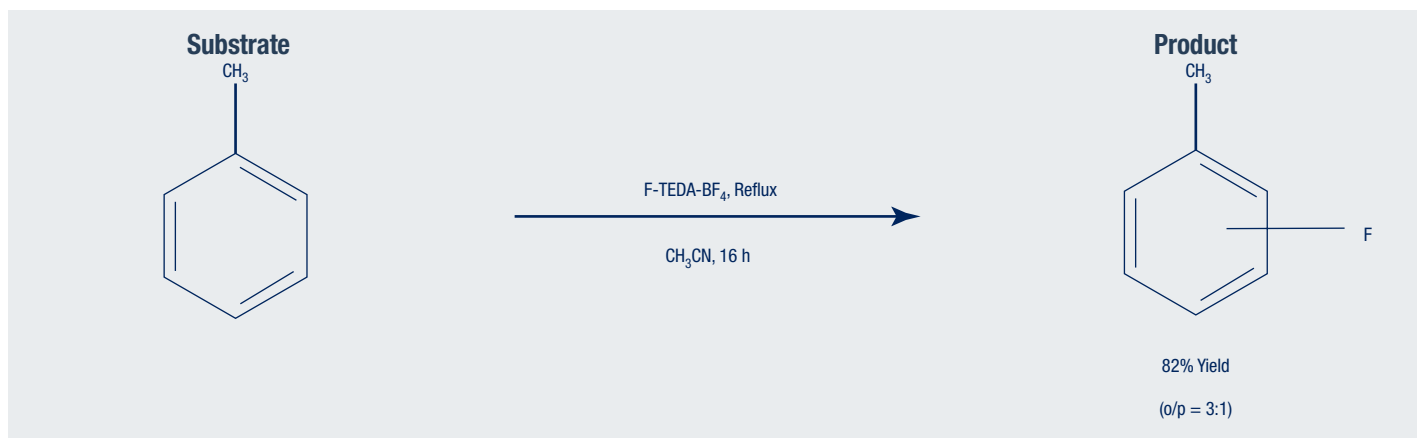 Substrate
CH₃
F-TEDA-BF₄, Reflux
CH₃CN, 16 h
Product
CH₃
F
82% Yield
(o/p = 3:1)